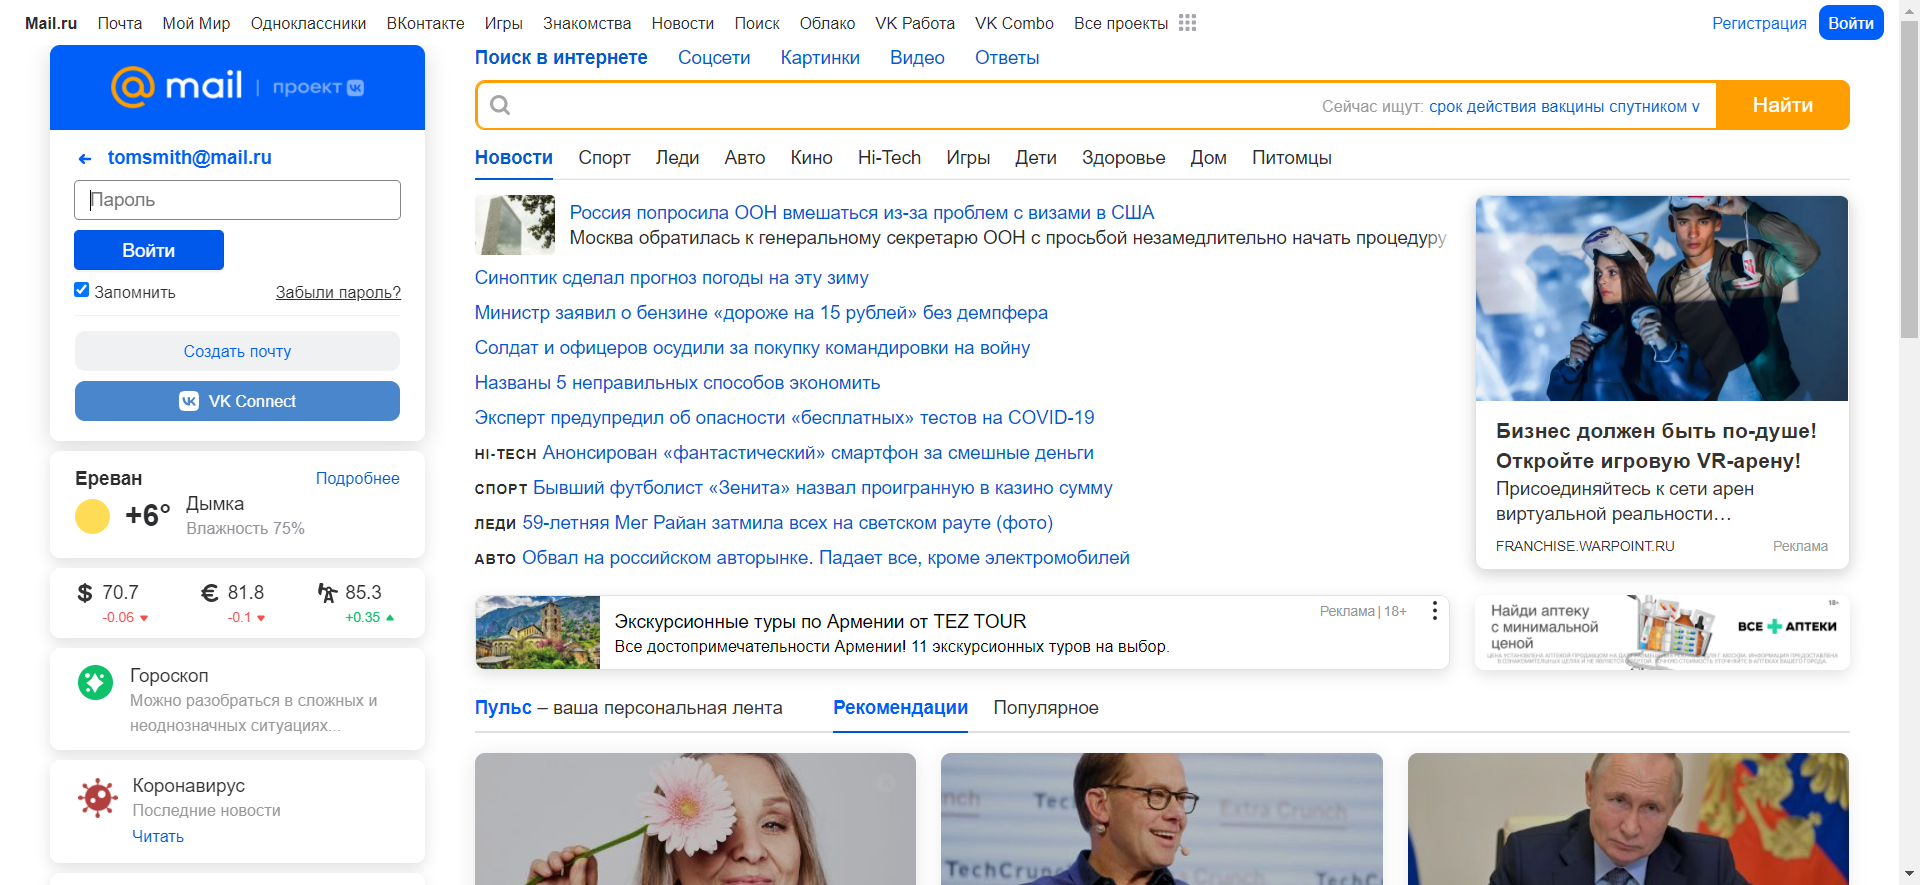 Mail.ru Почта Мой Мир Одноклассники ВКонтакте Игры Знакомства Новости Поиск Облако VK Работа VK Combo Все проекты Регистрация Войти
mail | проект
tomsmith@mail.ru
Пароль
Войти
Запомнить Забыли пароль?
Создать почту
VK Connect
Ереван Подробнее
+6° Дымка
Влажность 75%
$ 70.7 € 81.8 85.3
-0.06 -0.1 +0.35
Гороскоп
Можно разобраться в сложных и
неоднозначных ситуациях...
Коронавирус
Последние новости
Читать
Поиск в интернете Соцсети Картинки Видео Ответы
Сейчас ищут: срок действия вакцины спутником v Найти
Новости Спорт Леди Авто Кино Hi-Tech Игры Дети Здоровье Дом Питомцы
Россия попросила ООН вмешаться из-за проблем с визами в США
Москва обратилась к генеральному секретарю ООН с просьбой незамедлительно начать процедуру
Синоптик сделал прогноз погоды на эту зиму
Министр заявил о бензине «дороже на 15 рублей» без демпфера
Солдат и офицеров осудили за покупку командировки на войну
Названы 5 неправильных способов экономить
Эксперт предупредил об опасности «бесплатных» тестов на COVID-19
HI-TECH Анонсирован «фантастический» смартфон за смешные деньги
СПОРТ Бывший футболист «Зенита» назвал проигранную в казино сумму
ЛЕДИ 59-летняя Мег Райан затмила всех на светском рауте (фото)
АВТО Обвал на российском авторынке. Падает все, кроме электромобилей
Бизнес должен быть по-душе!
Откройте игровую VR-арену!
Присоединяйтесь к сети арен
виртуальной реальности…
FRANCHISE.WARPOINT.RU Реклама
Экскурсионные туры по Армении от TEZ TOUR Реклама | 18+
Все достопримечательности Армении! 11 экскурсионных туров на выбор.
Найди аптеку
с минимальной
ценой
ВСЕ АПТЕКИ
18+
Пульс – ваша персональная лента Рекомендации Популярное
Extra Crunch
TechCrunch